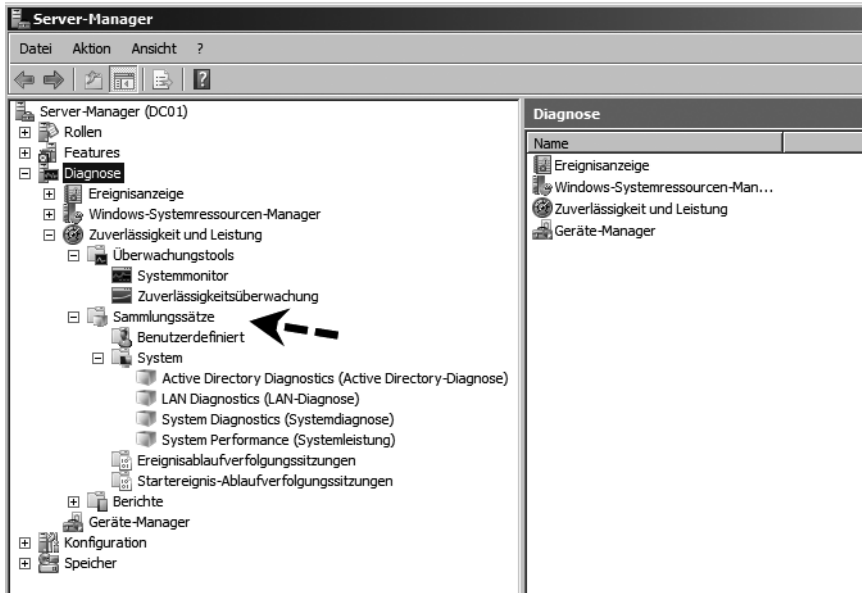 Server-Manager
Datei Aktion Ansicht ?
Server-Manager (DC01)
Rollen
Features
Diagnose
Ereignisanzeige
Windows-Systemressourcen-Manager
Zuverlässigkeit und Leistung
Überwachungstools
Systemmonitor
Zuverlässigkeitsüberwachung
Sammlungssätze
Benutzerdefiniert
System
Active Directory Diagnostics (Active Directory-Diagnose)
LAN Diagnostics (LAN-Diagnose)
System Diagnostics (Systemdiagnose)
System Performance (Systemleistung)
Ereignisablaufverfolgungssitzungen
Startereignis-Ablaufverfolgungssitzungen
Berichte
Geräte-Manager
Konfiguration
Speicher
Diagnose
Name
Ereignisanzeige
Windows-Systemressourcen-Man...
Zuverlässigkeit und Leistung
Geräte-Manager